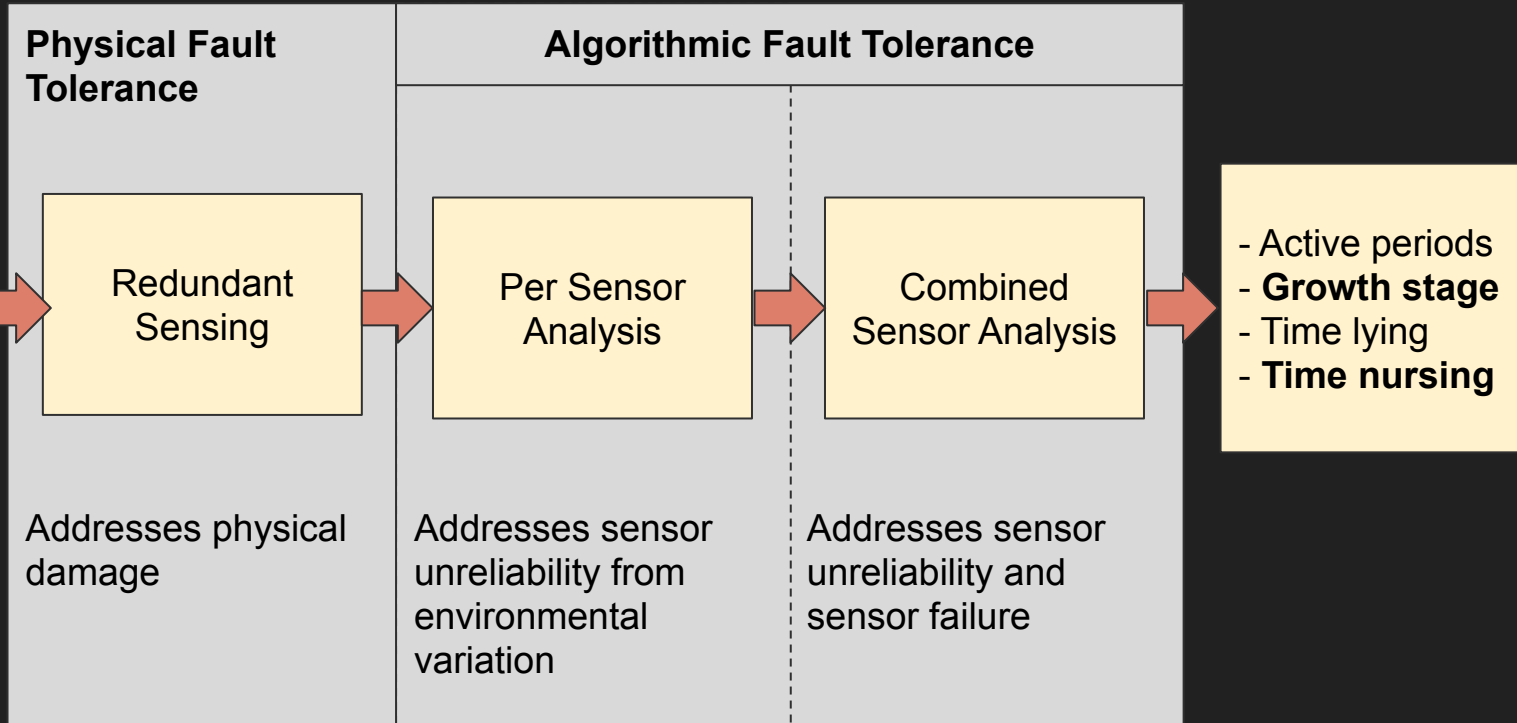 Physical Fault
Tolerance
Algorithmic Fault Tolerance
Redundant
Sensing
Per Sensor
Analysis
Combined
Sensor Analysis
- Active periods
- Growth stage
- Time lying
- Time nursing
Addresses physical
damage
Addresses sensor
unreliability from
environmental
variation
Addresses sensor
unreliability and
sensor failure